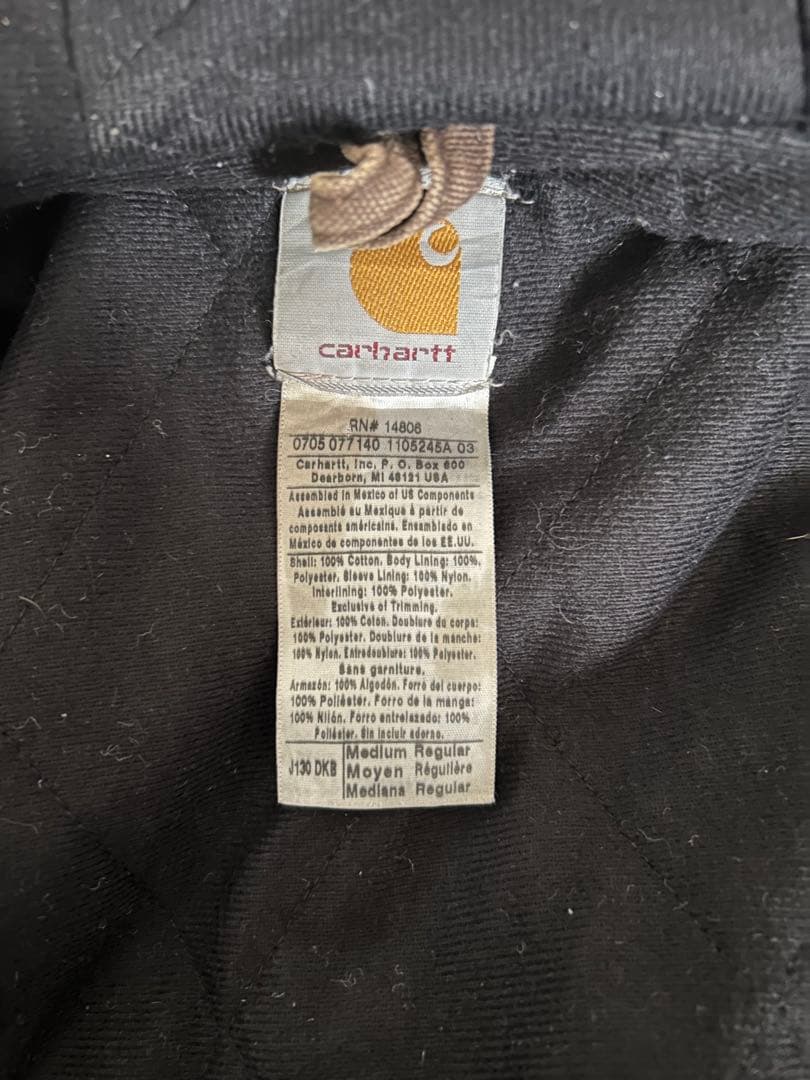 carhartt
RN# 14806
0705 077140 1105245A 03
Carhartt, Inc. P. O. Box 600
Dearborn, MI 48121 USA
Assembled in Mexico of US Components
Assemblé au Mexique à partir de
composants américains. Ensamblado en
México de componentes de los EE.UU.
Shell: 100% Cotton. Body Lining: 100%.
Polyester. Sleeve Lining: 100% Nylon.
Interlining: 100% Polyester.
Exclusive of Trimming.
Extérieur: 100% Coton. Doublure du corps:
100% Polyester. Doublure de la manche:
100% Nylon. Entredoublure: 100% Polyester.
Sans garniture.
Armazón: 100% Algodón. Forro del cuerpo:
100% Poliéster. Forro de la manga:
100% Nilón. Forro entrelazado: 100%
Poliéster. Sin incluir adorno.
J130 DKB
Medium Regular
Moyen Régulière
Mediana Regular